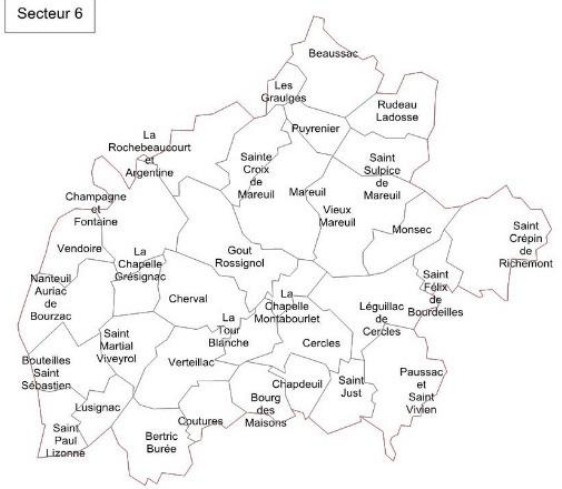 Secteur 6
Beaussac
Les
Graulges
Rudeau
Ladosse
Puyrenier
La
Rochebeaucourt
et
Argentine
Sainte
Croix
de
Mareuil
Saint
Sulpice
de
Mareuil
Mareuil
Vieux
Mareuil
Champagne
et
Fontaine
Monsec
Saint
Crépin
de
Richemont
Vendoire
La
Chapelle
Grésignac
Gout
Rossignol
Nanteuil
Auriac
de
Bourzac
Cherval
La
Chapelle
Montabourlet
Saint
Félix
de
Bourdeilles
Léguillac
de
Cercles
La
Tour
Blanche
Saint
Martial
Viveyrol
Cercles
Verteillac
Bouteilles
Saint
Sébastien
Chapdeuil
Saint
Just
Paussac
et
Saint
Vivien
Lusignac
Bourg
des
Maisons
Coutures
Saint
Paul
Lizonne
Bertric
Burée